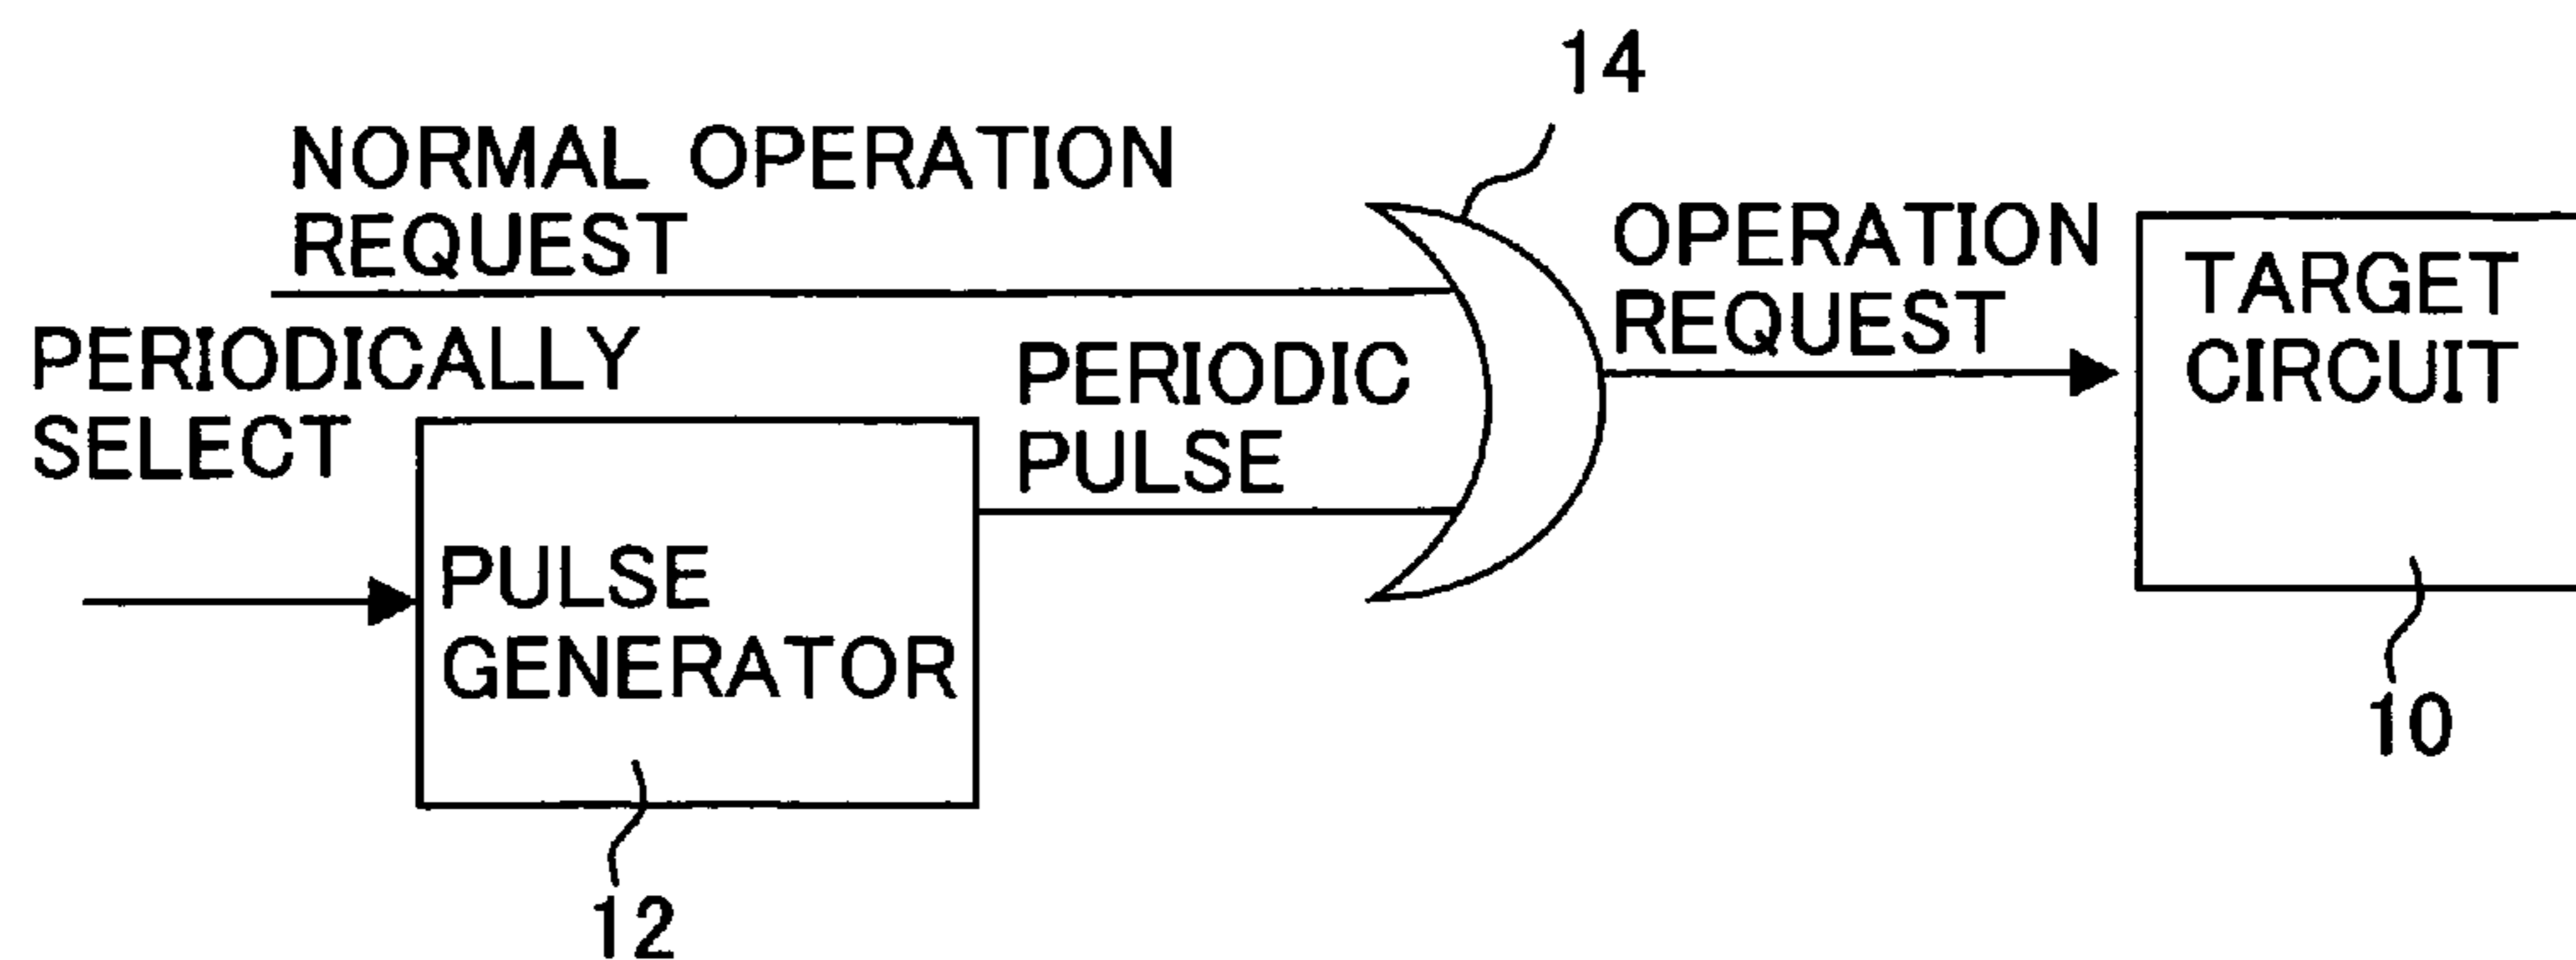 14
NORMAL OPERATION
REQUEST
OPERATION
REQUEST
TARGET
CIRCUIT
PERIODICALLY
SELECT
PERIODIC
PULSE
PULSE
GENERATOR
10
12